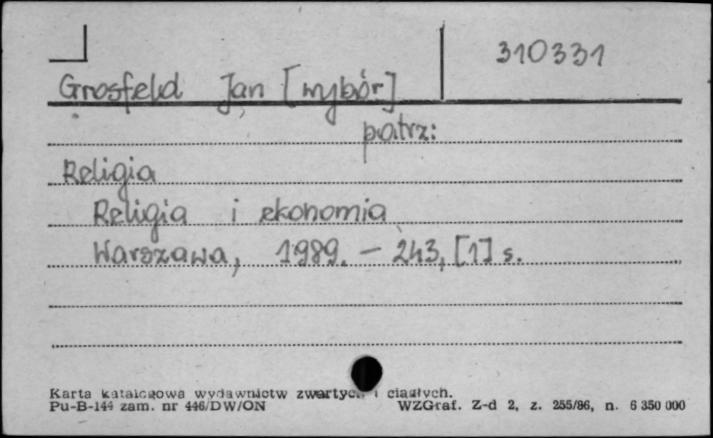 310331
Grosfeld Jan [wybór]
patrz:
Religia
Religia i ekonomia
Warszawa, 1989. – 243, [1] s.
Karta katalogowa wydawnictw zwartych i ciągłych.
Pu-B-144 zam. nr 446/DW/ON WZGraf. Z-d 2, z. 255/86, n. 6 350 000